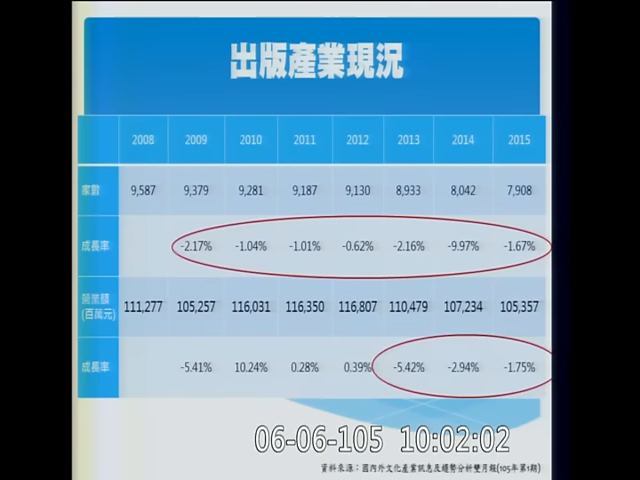 出版產業現況
2008 2009 2010 2011 2012 2013 2014 2015
家數 9,587 9,379 9,281 9,187 9,130 8,933 8,042 7,908
成長率 -2.17% -1.04% -1.01% -0.62% -2.16% -9.97% -1.67%
營業額
(百萬元) 111,277 105,257 116,031 116,350 116,807 110,479 107,234 105,357
成長率 -5.41% 10.24% 0.28% 0.39% -5.42% -2.94% -1.75%
06-06-105 10:02:02
資料來源：國內外文化產業訊息及趨勢分析雙月報(105年第1期)